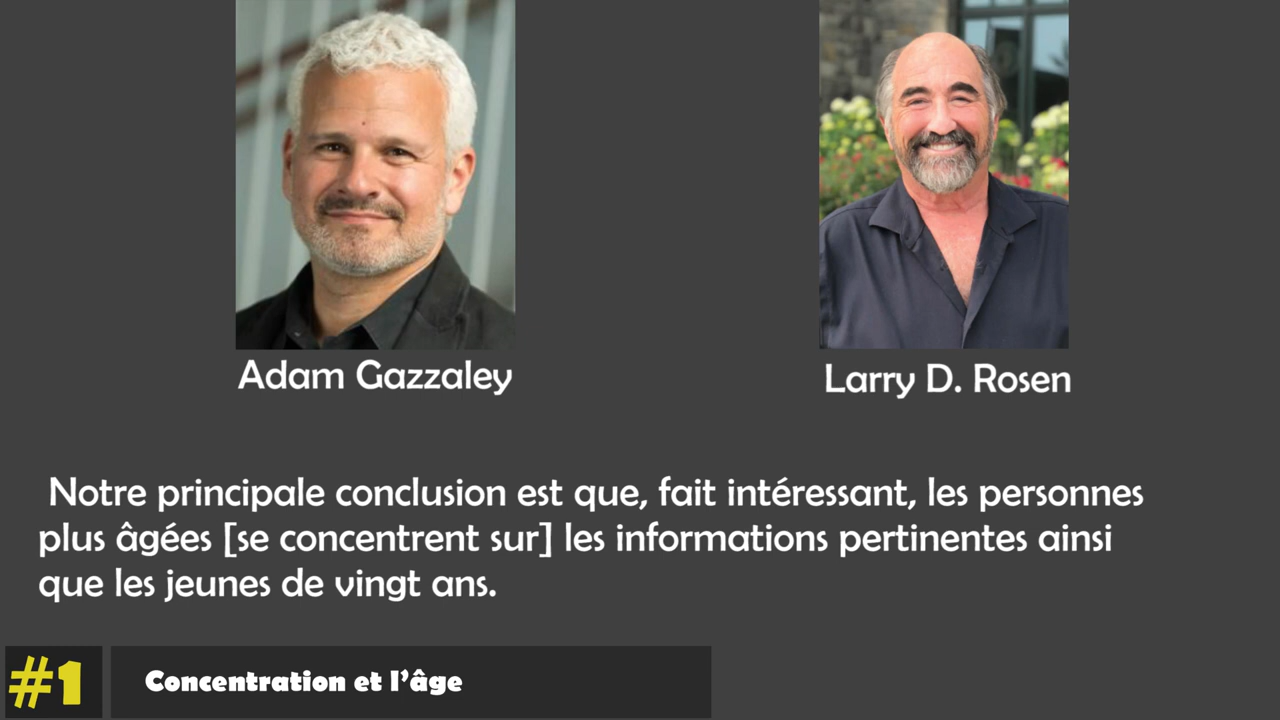 Adam Gazzaley
Larry D. Rosen
Notre principale conclusion est que, fait intéressant, les personnes
plus âgées [se concentrent sur] les informations pertinentes ainsi
que les jeunes de vingt ans.
#1
Concentration et l’âge